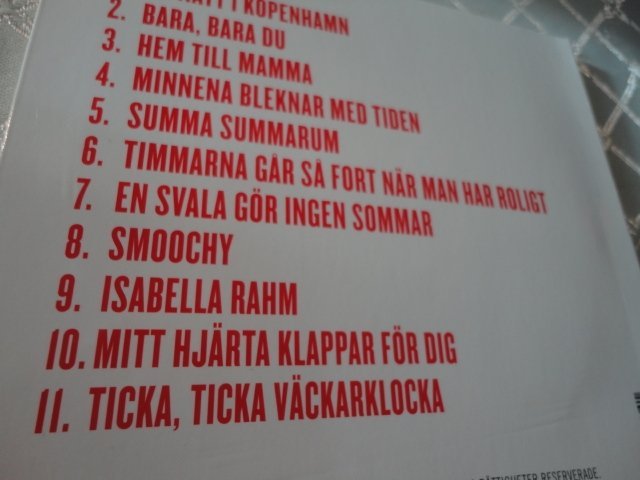 I KÖPENHAMN
2. BARA, BARA DU
3. HEM TILL MAMMA
4. MINNENA BLEKNAR MED TIDEN
5. SUMMA SUMMARUM
6. TIMMARNA GÅR SÅ FORT NÄR MAN HAR ROLIGT
7. EN SVALA GÖR INGEN SOMMAR
8. SMOOCHY
9. ISABELLA RAHM
10. MITT HJÄRTA KLAPPAR FÖR DIG
11. TICKA, TICKA VÄCKARKLOCKA
RÄTTIGHETER RESERVERADE.